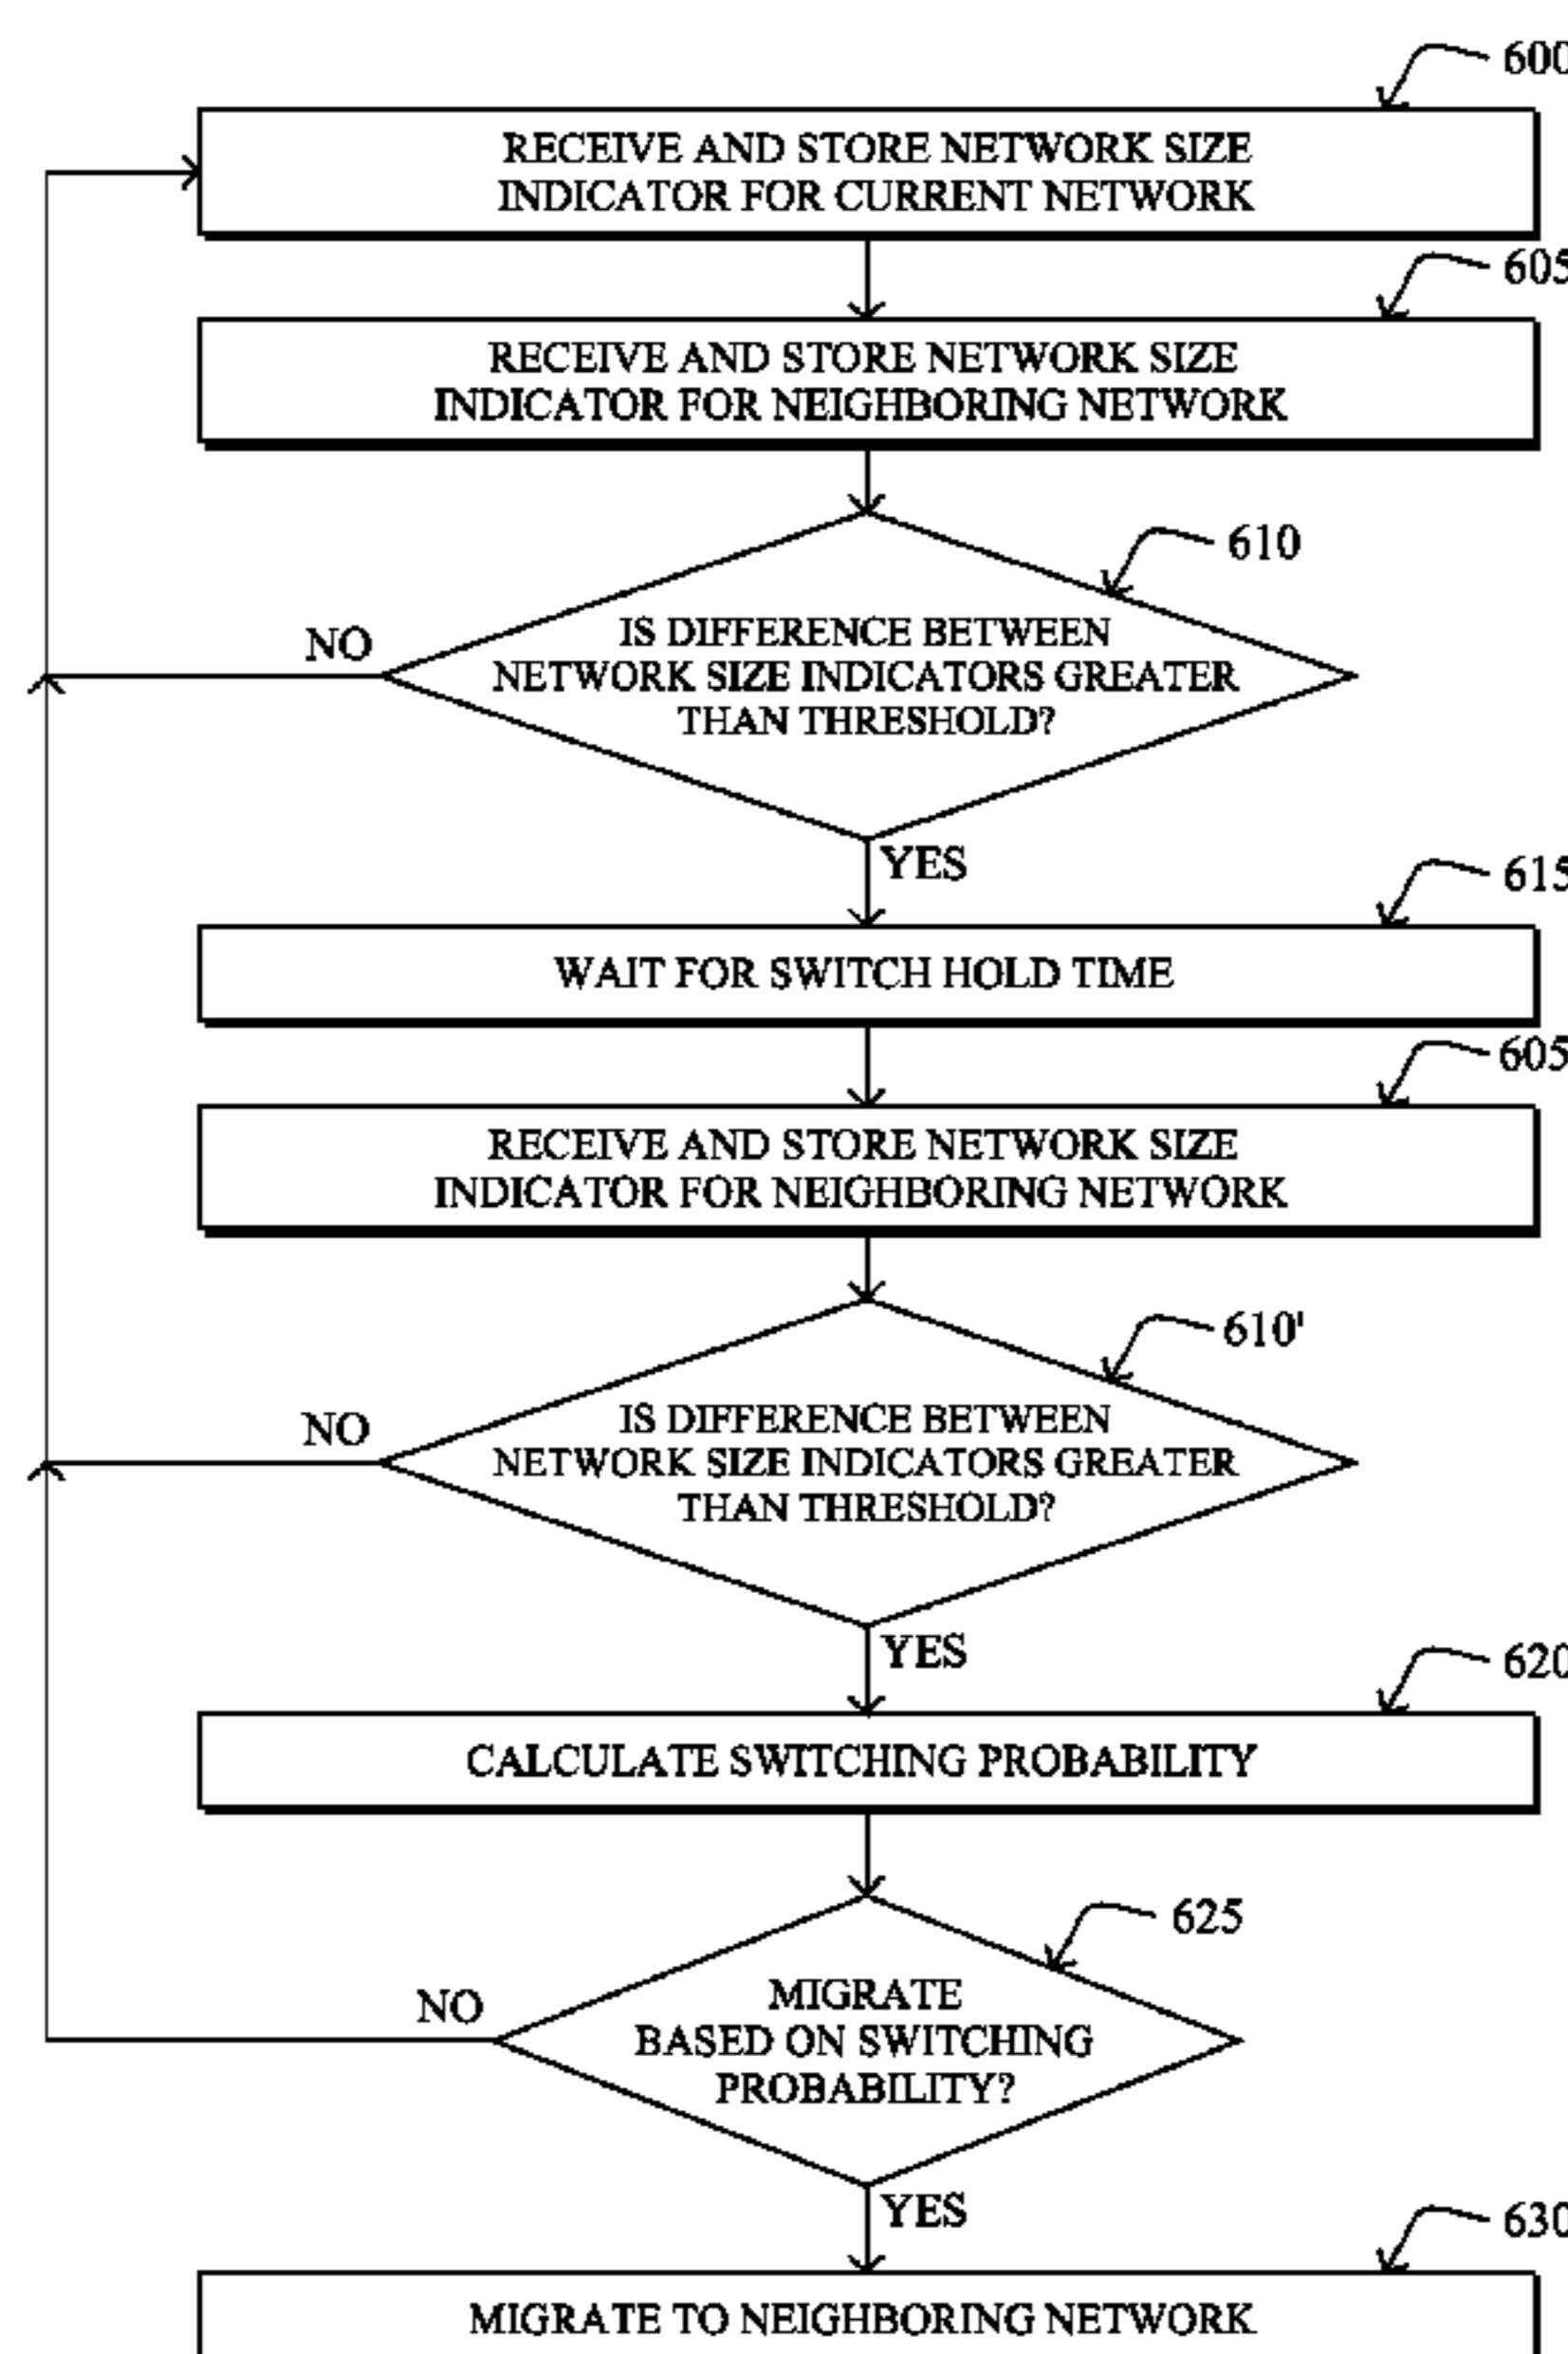 600
RECEIVE AND STORE NETWORK SIZE
INDICATOR FOR CURRENT NETWORK
605
RECEIVE AND STORE NETWORK SIZE
INDICATOR FOR NEIGHBORING NETWORK
610
IS DIFFERENCE BETWEEN
NETWORK SIZE INDICATORS GREATER
THAN THRESHOLD?
NO
YES
615
WAIT FOR SWITCH HOLD TIME
605
RECEIVE AND STORE NETWORK SIZE
INDICATOR FOR NEIGHBORING NETWORK
610'
IS DIFFERENCE BETWEEN
NETWORK SIZE INDICATORS GREATER
THAN THRESHOLD?
NO
YES
620
CALCULATE SWITCHING PROBABILITY
625
MIGRATE
BASED ON SWITCHING
PROBABILITY?
NO
YES
630
MIGRATE TO NEIGHBORING NETWORK